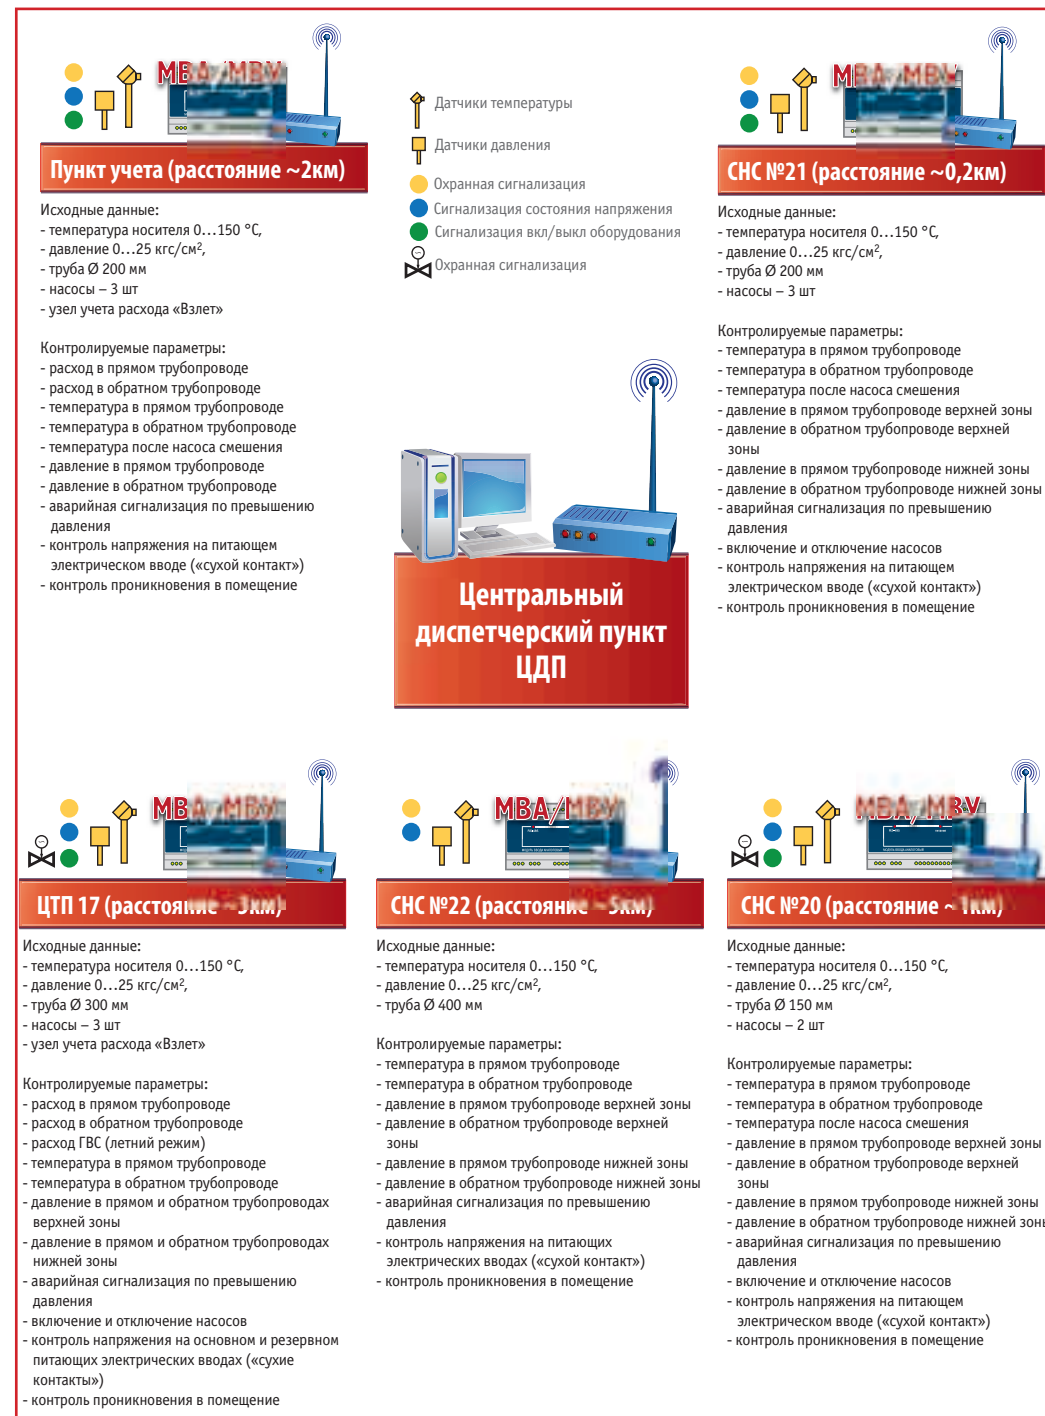 МВА/МВУ
Пункт учета (расстояние ~2км)
Исходные данные:
- температура носителя 0...150 °С,
- давление 0...25 кгс/см²,
- труба Ø 200 мм
- насосы – 3 шт
- узел учета расхода «Взлет»
Контролируемые параметры:
- расход в прямом трубопроводе
- расход в обратном трубопроводе
- температура в прямом трубопроводе
- температура в обратном трубопроводе
- температура после насоса смешения
- давление в прямом трубопроводе
- давление в обратном трубопроводе
- аварийная сигнализация по превышению
давления
- контроль напряжения на питающем
электрическом вводе («сухой контакт»)
- контроль проникновения в помещение
Датчики температуры
Датчики давления
Охранная сигнализация
Сигнализация состояния напряжения
Сигнализация вкл/выкл оборудования
Охранная сигнализация
Центральный
диспетчерский пункт
ЦДП
МВА/МВУ
СНС №21 (расстояние ~0,2км)
Исходные данные:
- температура носителя 0...150 °С,
- давление 0...25 кгс/см²,
- труба Ø 200 мм
- насосы – 3 шт
Контролируемые параметры:
- температура в прямом трубопроводе
- температура в обратном трубопроводе
- температура после насоса смешения
- давление в прямом трубопроводе верхней зоны
- давление в обратном трубопроводе верхней
зоны
- давление в прямом трубопроводе нижней зоны
- давление в обратном трубопроводе нижней зоны
- аварийная сигнализация по превышению
давления
- включение и отключение насосов
- контроль напряжения на питающем
электрическом вводе («сухой контакт»)
- контроль проникновения в помещение
МВА/МВУ
ЦТП 17 (расстояние ~3км)
Исходные данные:
- температура носителя 0...150 °С,
- давление 0...25 кгс/см²,
- труба Ø 300 мм
- насосы – 3 шт
- узел учета расхода «Взлет»
Контролируемые параметры:
- расход в прямом трубопроводе
- расход в обратном трубопроводе
- расход ГВС (летний режим)
- температура в прямом трубопроводе
- температура в обратном трубопроводе
- давление в прямом и обратном трубопроводах
верхней зоны
- давление в прямом и обратном трубопроводах
нижней зоны
- аварийная сигнализация по превышению
давления
- включение и отключение насосов
- контроль напряжения на основном и резервном
питающих электрических вводах («сухие
контакты»)
- контроль проникновения в помещение
МВА/МВУ
СНС №22 (расстояние ~5км)
Исходные данные:
- температура носителя 0...150 °С,
- давление 0...25 кгс/см²,
- труба Ø 400 мм
Контролируемые параметры:
- температура в прямом трубопроводе
- температура в обратном трубопроводе
- давление в прямом трубопроводе верхней зоны
- давление в обратном трубопроводе верхней
зоны
- давление в прямом трубопроводе нижней зоны
- давление в обратном трубопроводе нижней зоны
- аварийная сигнализация по превышению
давления
- контроль напряжения на питающих
электрических вводах («сухой контакт»)
- контроль проникновения в помещение
МВА/МВУ
СНС №20 (расстояние ~ 1км)
Исходные данные:
- температура носителя 0...150 °С,
- давление 0...25 кгс/см²,
- труба Ø 150 мм
- насосы – 2 шт
Контролируемые параметры:
- температура в прямом трубопроводе
- температура в обратном трубопроводе
- температура после насоса смешения
- давление в прямом трубопроводе верхней зоны
- давление в обратном трубопроводе верхней
зоны
- давление в прямом трубопроводе нижней зоны
- давление в обратном трубопроводе нижней зоны
- аварийная сигнализация по превышению
давления
- включение и отключение насосов
- контроль напряжения на питающем
электрическом вводе («сухой контакт»)
- контроль проникновения в помещение